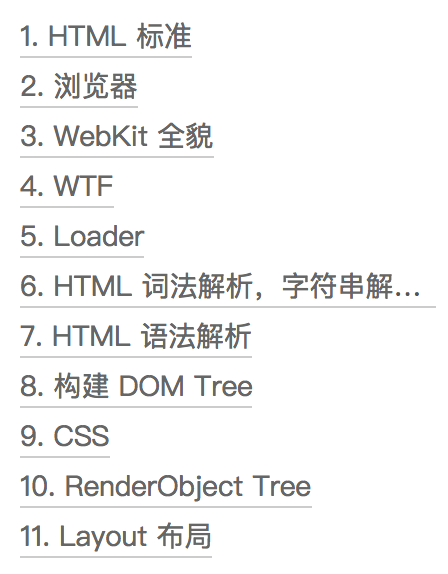 1. HTML 标准
2. 浏览器
3. WebKit 全貌
4. WTF
5. Loader
6. HTML 词法解析，字符串解…
7. HTML 语法解析
8. 构建 DOM Tree
9. CSS
10. RenderObject Tree
11. Layout 布局